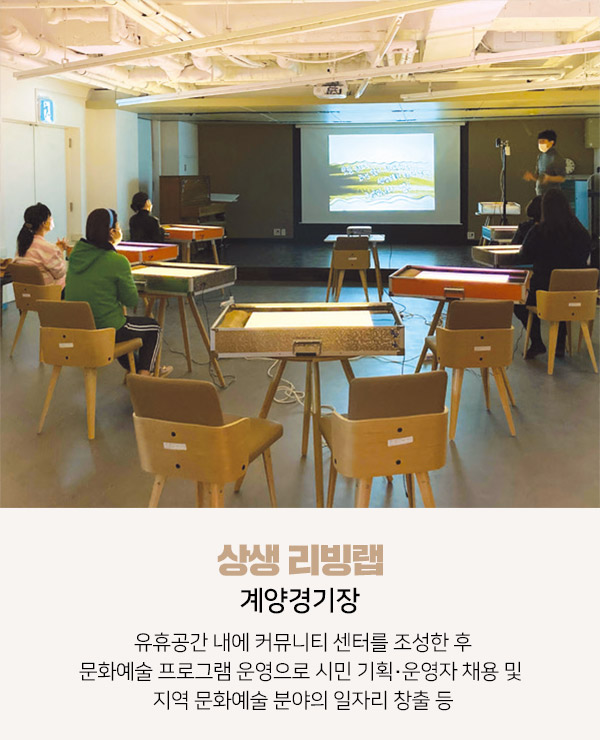 상생 리빙랩
계양경기장
유휴공간 내에 커뮤니티 센터를 조성한 후
문화예술 프로그램 운영으로 시민 기획·운영자 채용 및
지역 문화예술 분야의 일자리 창출 등